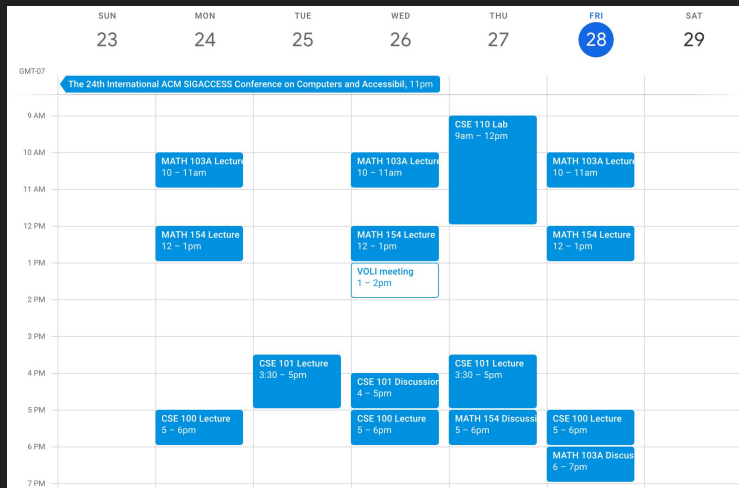 SUN MON TUE WED THU FRI SAT
23 24 25 26 27 28 29
GMT-07
The 24th International ACM SIGACCESS Conference on Computers and Accessibil, 11pm
9 AM
CSE 110 Lab
9am – 12pm
10 AM
MATH 103A Lecture
10 – 11am
MATH 103A Lecture
10 – 11am
MATH 103A Lecture
10 – 11am
11 AM
12 PM
MATH 154 Lecture
12 – 1pm
MATH 154 Lecture
12 – 1pm
MATH 154 Lecture
12 – 1pm
1 PM
VOLI meeting
1 – 2pm
2 PM
3 PM
CSE 101 Lecture
3:30 – 5pm
CSE 101 Lecture
3:30 – 5pm
4 PM
CSE 101 Discussion
4 – 5pm
5 PM
CSE 100 Lecture
5 – 6pm
CSE 100 Lecture
5 – 6pm
MATH 154 Discussi
5 – 6pm
CSE 100 Lecture
5 – 6pm
6 PM
MATH 103A Discus
6 – 7pm
7 PM